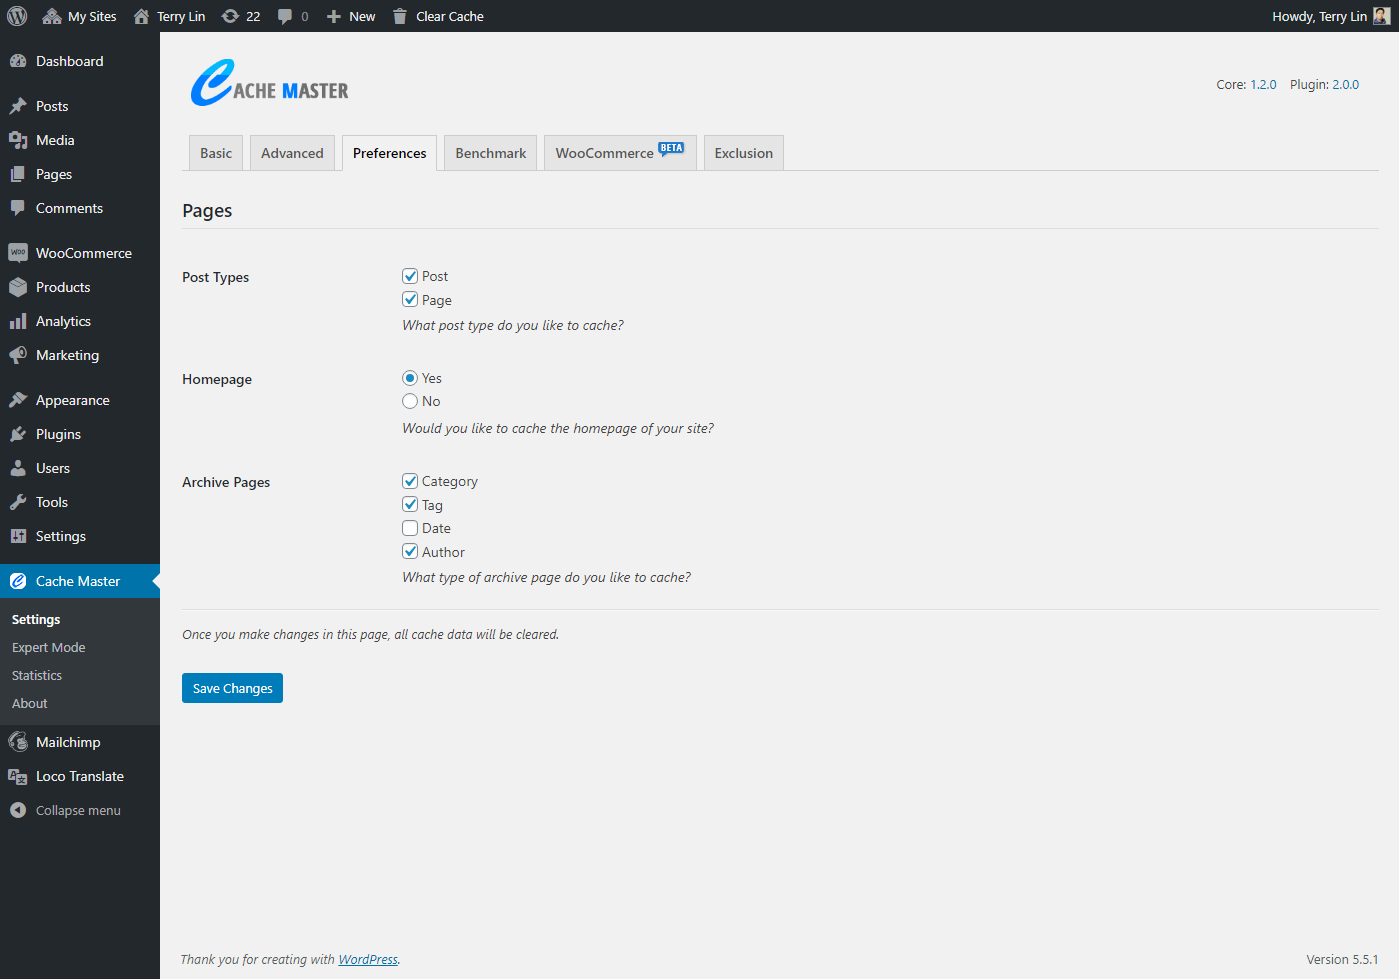 My Sites Terry Lin 22 0 New Clear Cache Howdy, Terry Lin
Dashboard
Posts
Media
Pages
Comments
WOO WooCommerce
Products
Analytics
Marketing
Appearance
Plugins
Users
Tools
Settings
Cache Master
Settings
Expert Mode
Statistics
About
Mailchimp
Loco Translate
Collapse menu
CACHE MASTER
Core: 1.2.0 Plugin: 2.0.0
Basic Advanced Preferences Benchmark WooCommerce BETA Exclusion
Pages
Post Types
Post
Page
What post type do you like to cache?
Homepage
Yes
No
Would you like to cache the homepage of your site?
Archive Pages
Category
Tag
Date
Author
What type of archive page do you like to cache?
Once you make changes in this page, all cache data will be cleared.
Save Changes
Thank you for creating with WordPress.
Version 5.5.1